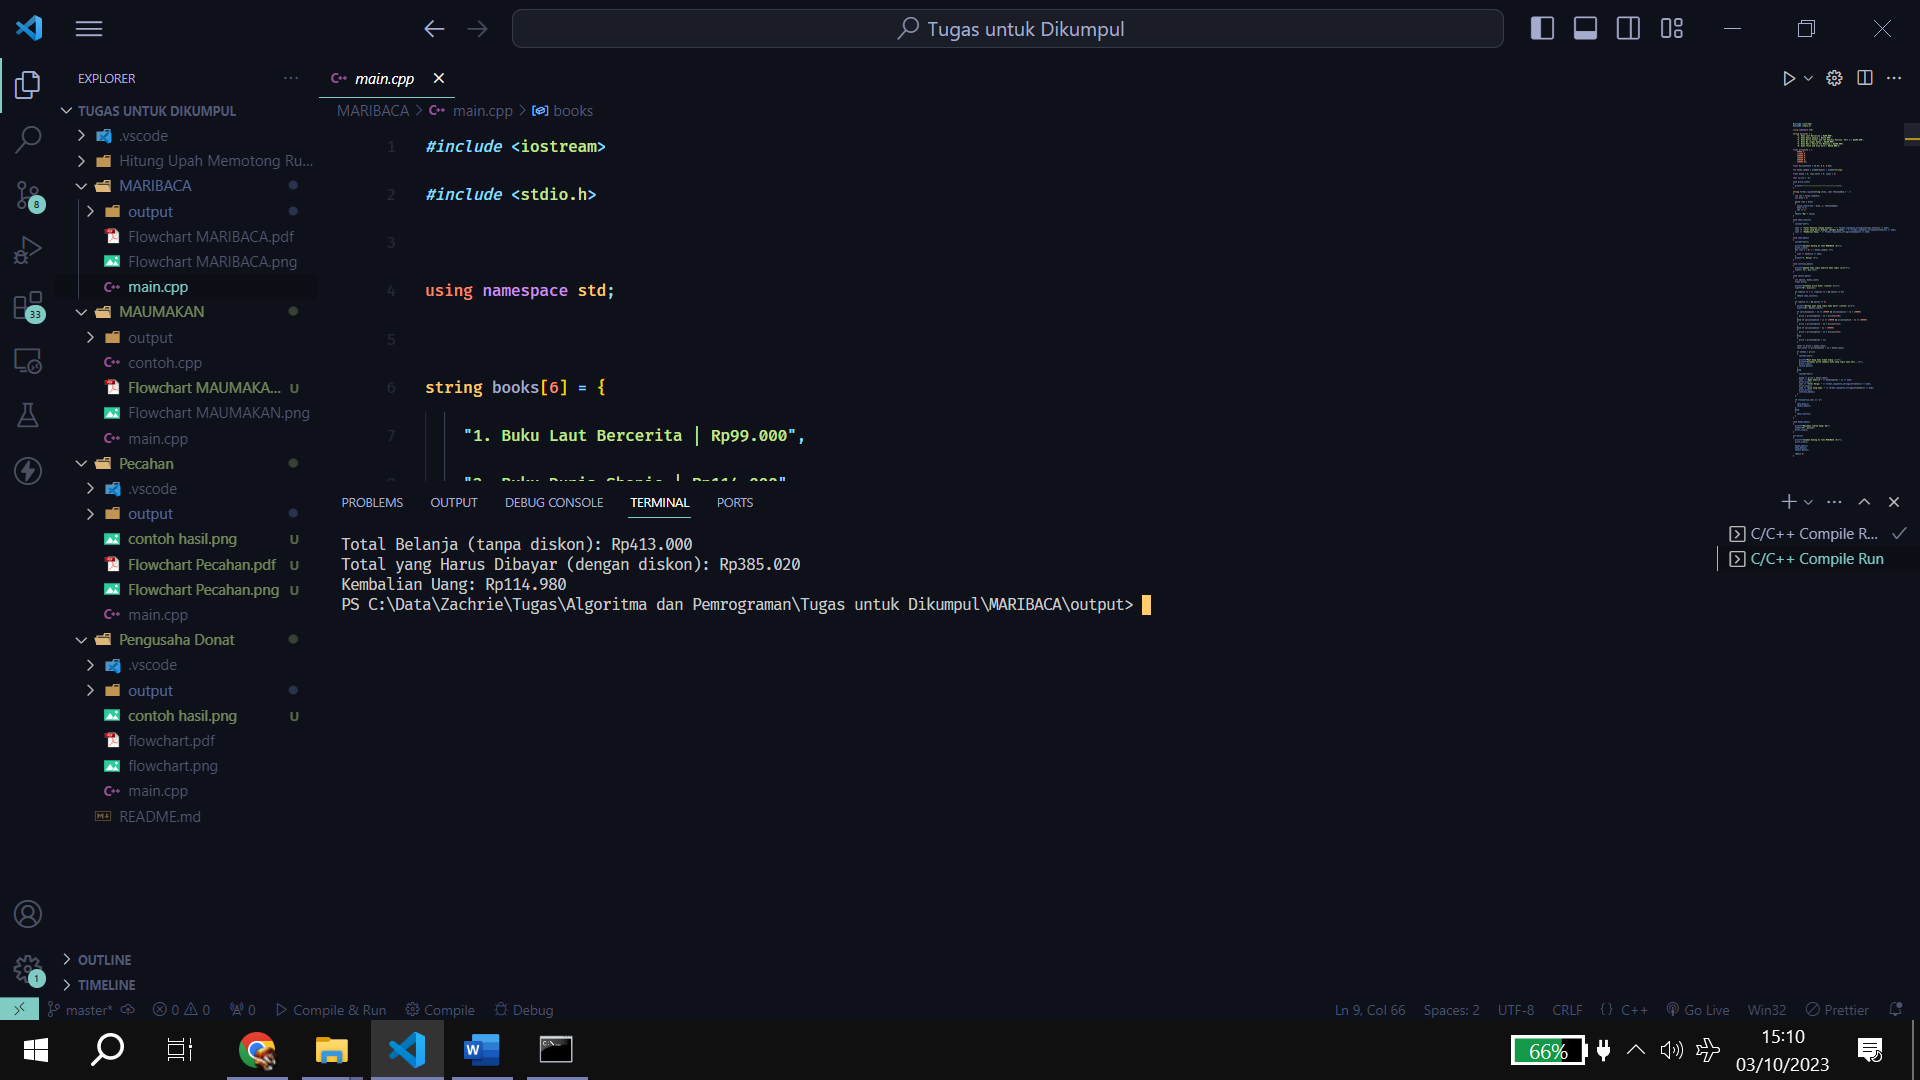 Tugas untuk Dikumpul
EXPLORER
main.cpp
TUGAS UNTUK DIKUMPUL
.vscode
Hitung Upah Memotong Ru...
MARIBACA
output
Flowchart MARIBACA.pdf
Flowchart MARIBACA.png
main.cpp
MAUMAKAN
output
contoh.cpp
Flowchart MAUMAKA... U
Flowchart MAUMAKAN.png
main.cpp
Pecahan
.vscode
output
contoh hasil.png U
Flowchart Pecahan.pdf U
Flowchart Pecahan.png U
main.cpp
Pengusaha Donat
.vscode
output
contoh hasil.png U
flowchart.pdf
flowchart.png
main.cpp
README.md
OUTLINE
TIMELINE
8
33
1
MARIBACA > main.cpp > books
1 #include <iostream>
2 #include <stdio.h>
3
4 using namespace std;
5
6 string books[6] = {
7 "1. Buku Laut Bercerita | Rp99.000",
PROBLEMS OUTPUT DEBUG CONSOLE TERMINAL PORTS
Total Belanja (tanpa diskon): Rp413.000
Total yang Harus Dibayar (dengan diskon): Rp385.020
Kembalian Uang: Rp114.980
PS C:\Data\Zachrie\Tugas\Algoritma dan Pemrograman\Tugas untuk Dikumpul\MARIBACA\output>
C/C++ Compile R...
C/C++ Compile Run
master* 0 0 0 Compile & Run Compile Debug
Ln 9, Col 66 Spaces: 2 UTF-8 CRLF {} C++ Go Live Win32 Prettier
66%
15:10
03/10/2023